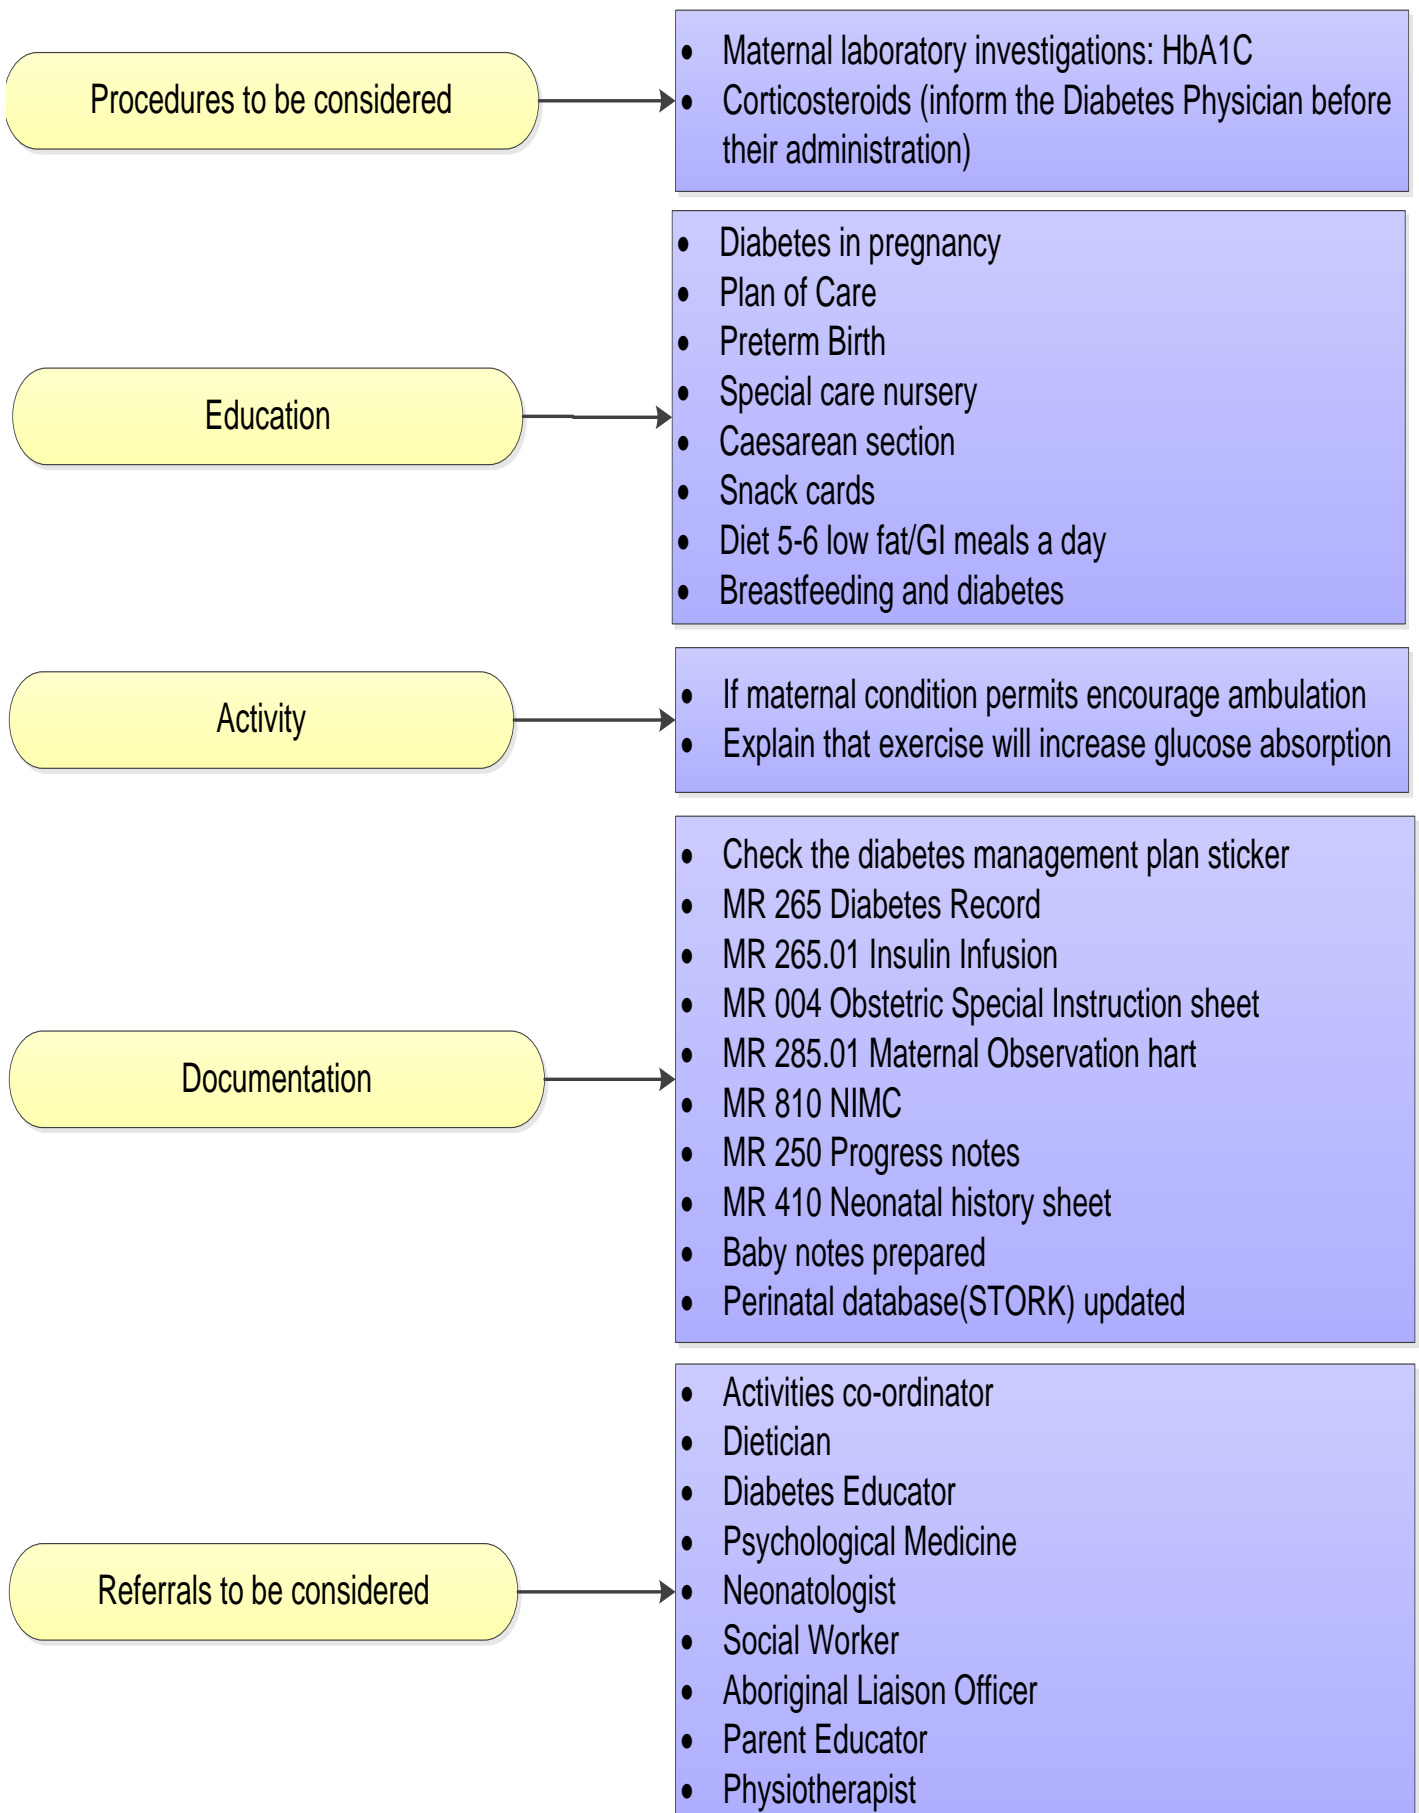 Procedures to be considered
• Maternal laboratory investigations: HbA1C
• Corticosteroids (inform the Diabetes Physician before
their administration)
Education
• Diabetes in pregnancy
• Plan of Care
• Preterm Birth
• Special care nursery
• Caesarean section
• Snack cards
• Diet 5-6 low fat/GI meals a day
• Breastfeeding and diabetes
Activity
• If maternal condition permits encourage ambulation
• Explain that exercise will increase glucose absorption
Documentation
• Check the diabetes management plan sticker
• MR 265 Diabetes Record
• MR 265.01 Insulin Infusion
• MR 004 Obstetric Special Instruction sheet
• MR 285.01 Maternal Observation hart
• MR 810 NIMC
• MR 250 Progress notes
• MR 410 Neonatal history sheet
• Baby notes prepared
• Perinatal database(STORK) updated
Referrals to be considered
• Activities co-ordinator
• Dietician
• Diabetes Educator
• Psychological Medicine
• Neonatologist
• Social Worker
• Aboriginal Liaison Officer
• Parent Educator
• Physiotherapist